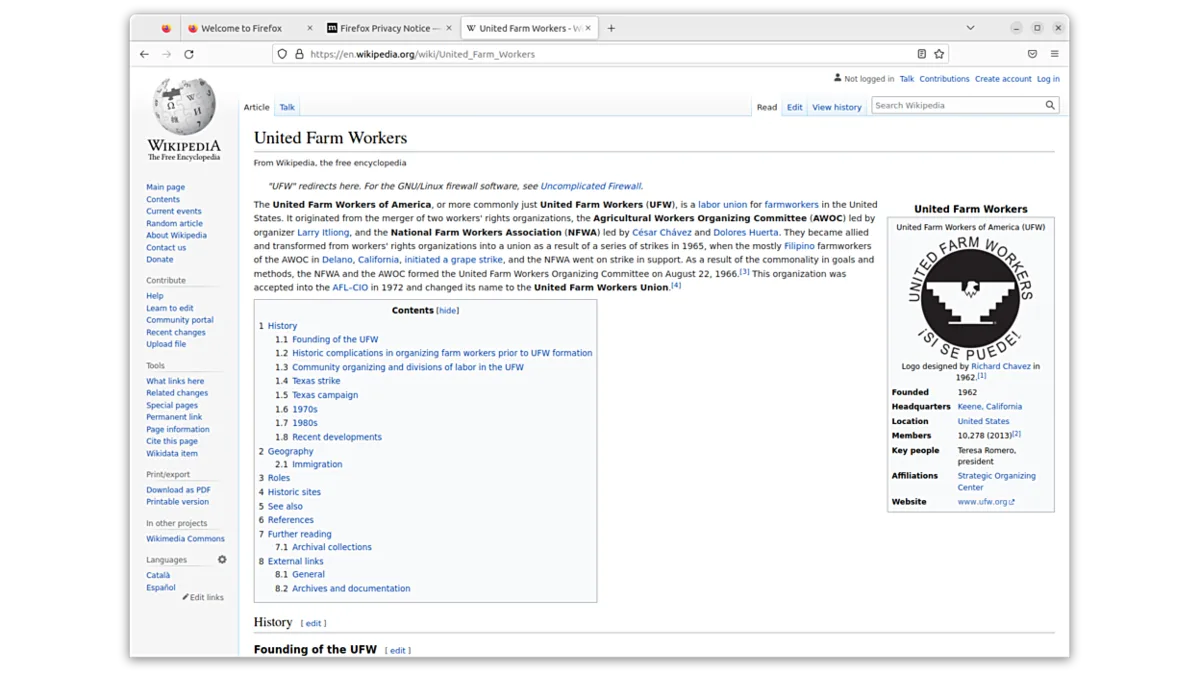 Welcome to Firefox
Firefox Privacy Notice —
United Farm Workers - W
https://en.wikipedia.org/wiki/United_Farm_Workers
Not logged in Talk Contributions Create account Log in
Article Talk
Read Edit View history
Search Wikipedia
WIKIPEDIA
The Free Encyclopedia
Main page
Contents
Current events
Random article
About Wikipedia
Contact us
Donate
Contribute
Help
Learn to edit
Community portal
Recent changes
Upload file
Tools
What links here
Related changes
Special pages
Permanent link
Page information
Cite this page
Wikidata item
Print/export
Download as PDF
Printable version
In other projects
Wikimedia Commons
Languages
Català
Español
Edit links
United Farm Workers
From Wikipedia, the free encyclopedia
"UFW" redirects here. For the GNU/Linux firewall software, see Uncomplicated Firewall.
The United Farm Workers of America, or more commonly just United Farm Workers (UFW), is a labor union for farmworkers in the United
States. It originated from the merger of two workers' rights organizations, the Agricultural Workers Organizing Committee (AWOC) led by
organizer Larry Itliong, and the National Farm Workers Association (NFWA) led by César Chávez and Dolores Huerta. They became allied
and transformed from workers' rights organizations into a union as a result of a series of strikes in 1965, when the mostly Filipino farmworkers
of the AWOC in Delano, California, initiated a grape strike, and the NFWA went on strike in support. As a result of the commonality in goals and
methods, the NFWA and the AWOC formed the United Farm Workers Organizing Committee on August 22, 1966.[3] This organization was
accepted into the AFL–CIO in 1972 and changed its name to the United Farm Workers Union.[4]
Contents [hide]
1 History
1.1 Founding of the UFW
1.2 Historic complications in organizing farm workers prior to UFW formation
1.3 Community organizing and divisions of labor in the UFW
1.4 Texas strike
1.5 Texas campaign
1.6 1970s
1.7 1980s
1.8 Recent developments
2 Geography
2.1 Immigration
3 Roles
4 Historic sites
5 See also
6 References
7 Further reading
7.1 Archival collections
8 External links
8.1 General
8.2 Archives and documentation
United Farm Workers
United Farm Workers of America (UFW)
UNITED FARM WORKERS
¡SI SE PUEDE!
Logo designed by Richard Chavez in
1962.[1]
Founded 1962
Headquarters Keene, California
Location United States
Members 10,278 (2013)[2]
Key people Teresa Romero,
president
Affiliations Strategic Organizing
Center
Website www.ufw.org
History [ edit ]
Founding of the UFW [ edit ]